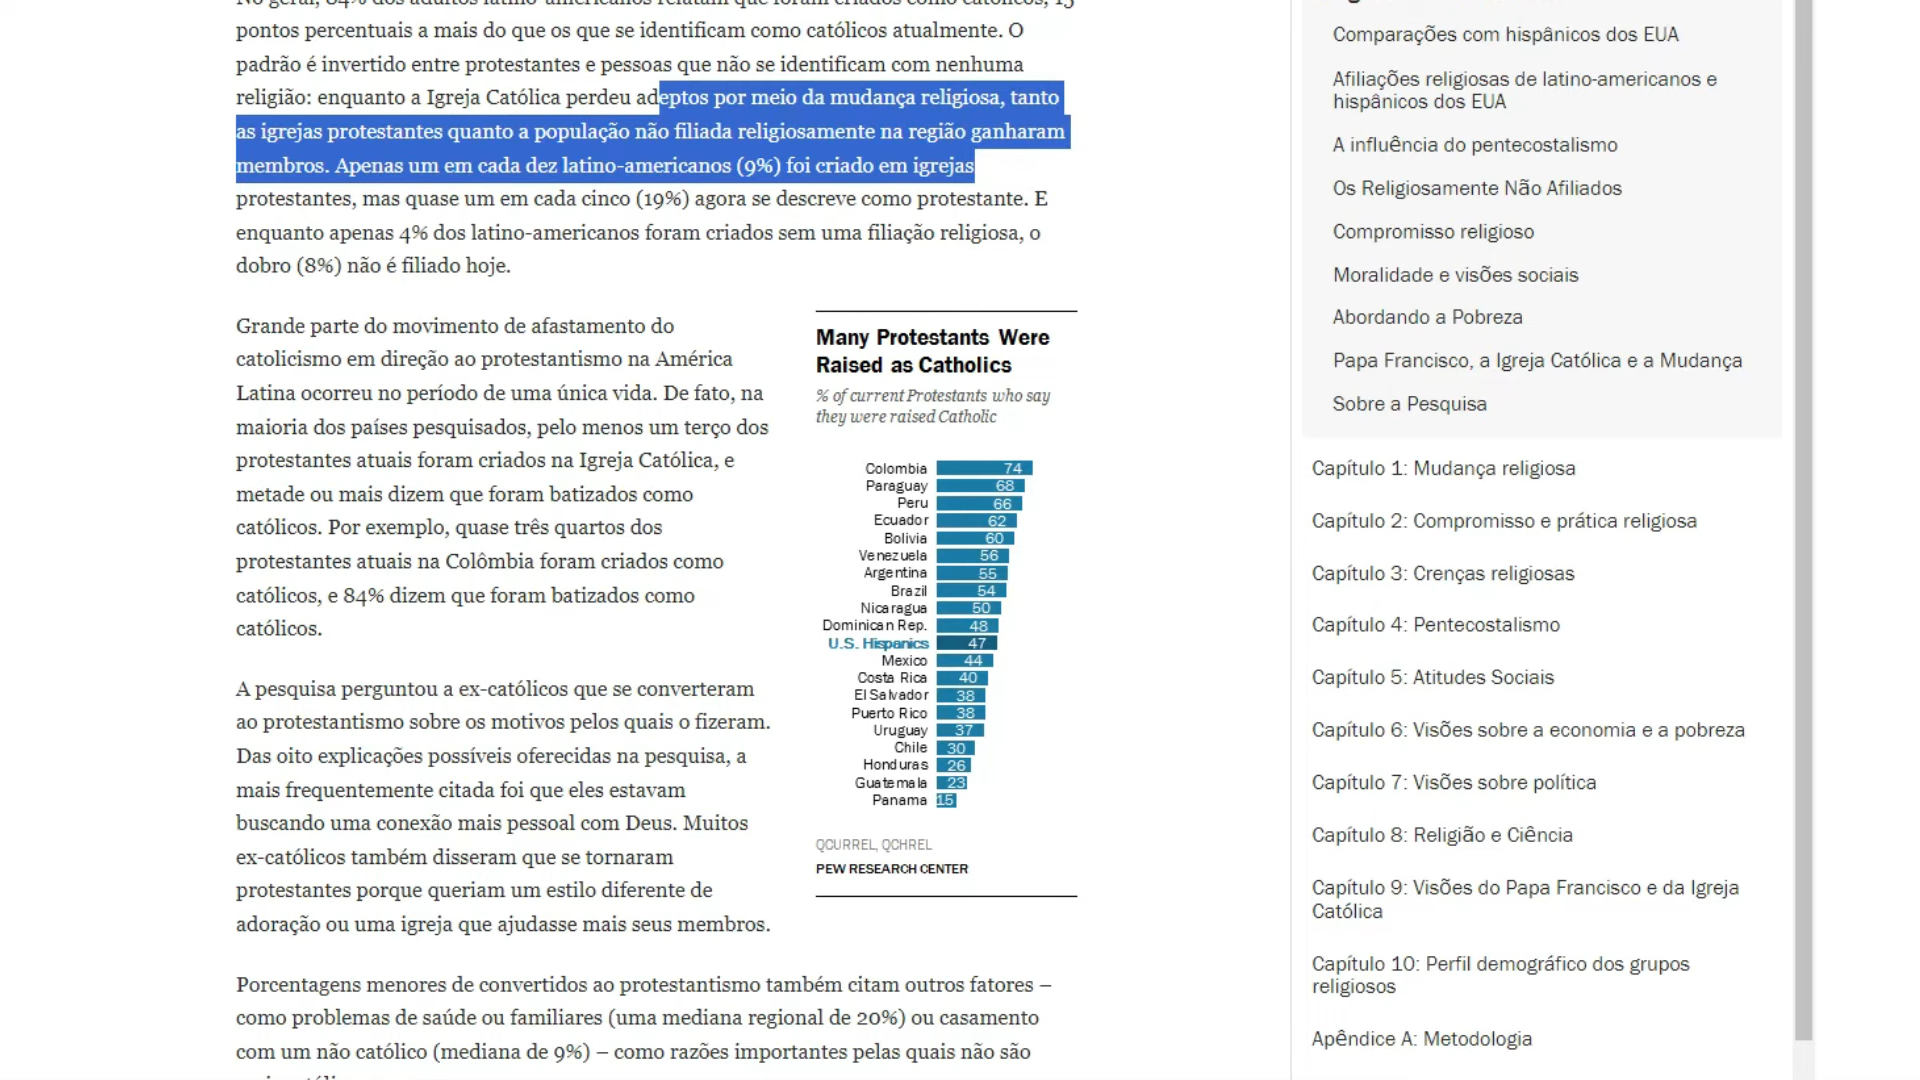 No geral, 84% dos adultos latino-americanos relatam que foram criados como católicos, 15
pontos percentuais a mais do que os que se identificam como católicos atualmente. O
padrão é invertido entre protestantes e pessoas que não se identificam com nenhuma
religião: enquanto a Igreja Católica perdeu adeptos por meio da mudança religiosa, tanto
as igrejas protestantes quanto a população não filiada religiosamente na região ganharam
membros. Apenas um em cada dez latino-americanos (9%) foi criado em igrejas
protestantes, mas quase um em cada cinco (19%) agora se descreve como protestante. E
enquanto apenas 4% dos latino-americanos foram criados sem uma filiação religiosa, o
dobro (8%) não é filiado hoje.
Grande parte do movimento de afastamento do
catolicismo em direção ao protestantismo na América
Latina ocorreu no período de uma única vida. De fato, na
maioria dos países pesquisados, pelo menos um terço dos
protestantes atuais foram criados na Igreja Católica, e
metade ou mais dizem que foram batizados como
católicos. Por exemplo, quase três quartos dos
protestantes atuais na Colômbia foram criados como
católicos, e 84% dizem que foram batizados como
católicos.
A pesquisa perguntou a ex-católicos que se converteram
ao protestantismo sobre os motivos pelos quais o fizeram.
Das oito explicações possíveis oferecidas na pesquisa, a
mais frequentemente citada foi que eles estavam
buscando uma conexão mais pessoal com Deus. Muitos
ex-católicos também disseram que se tornaram
protestantes porque queriam um estilo diferente de
adoração ou uma igreja que ajudasse mais seus membros.
Many Protestants Were
Raised as Catholics
% of current Protestants who say
they were raised Catholic
Colombia 74
Paraguay 68
Peru 66
Ecuador 62
Bolivia 60
Venezuela 56
Argentina 55
Brazil 54
Nicaragua 50
Dominican Rep. 48
U.S. Hispanics 47
Mexico 44
Costa Rica 40
El Salvador 38
Puerto Rico 38
Uruguay 37
Chile 30
Honduras 26
Guatemala 23
Panama 15
QCURREL, QCHREL
PEW RESEARCH CENTER
Porcentagens menores de convertidos ao protestantismo também citam outros fatores –
como problemas de saúde ou familiares (uma mediana regional de 20%) ou casamento
com um não católico (mediana de 9%) – como razões importantes pelas quais não são
Comparações com hispânicos dos EUA
Afiliações religiosas de latino-americanos e
hispânicos dos EUA
A influência do pentecostalismo
Os Religiosamente Não Afiliados
Compromisso religioso
Moralidade e visões sociais
Abordando a Pobreza
Papa Francisco, a Igreja Católica e a Mudança
Sobre a Pesquisa
Capítulo 1: Mudança religiosa
Capítulo 2: Compromisso e prática religiosa
Capítulo 3: Crenças religiosas
Capítulo 4: Pentecostalismo
Capítulo 5: Atitudes Sociais
Capítulo 6: Visões sobre a economia e a pobreza
Capítulo 7: Visões sobre política
Capítulo 8: Religião e Ciência
Capítulo 9: Visões do Papa Francisco e da Igreja
Católica
Capítulo 10: Perfil demográfico dos grupos
religiosos
Apêndice A: Metodologia